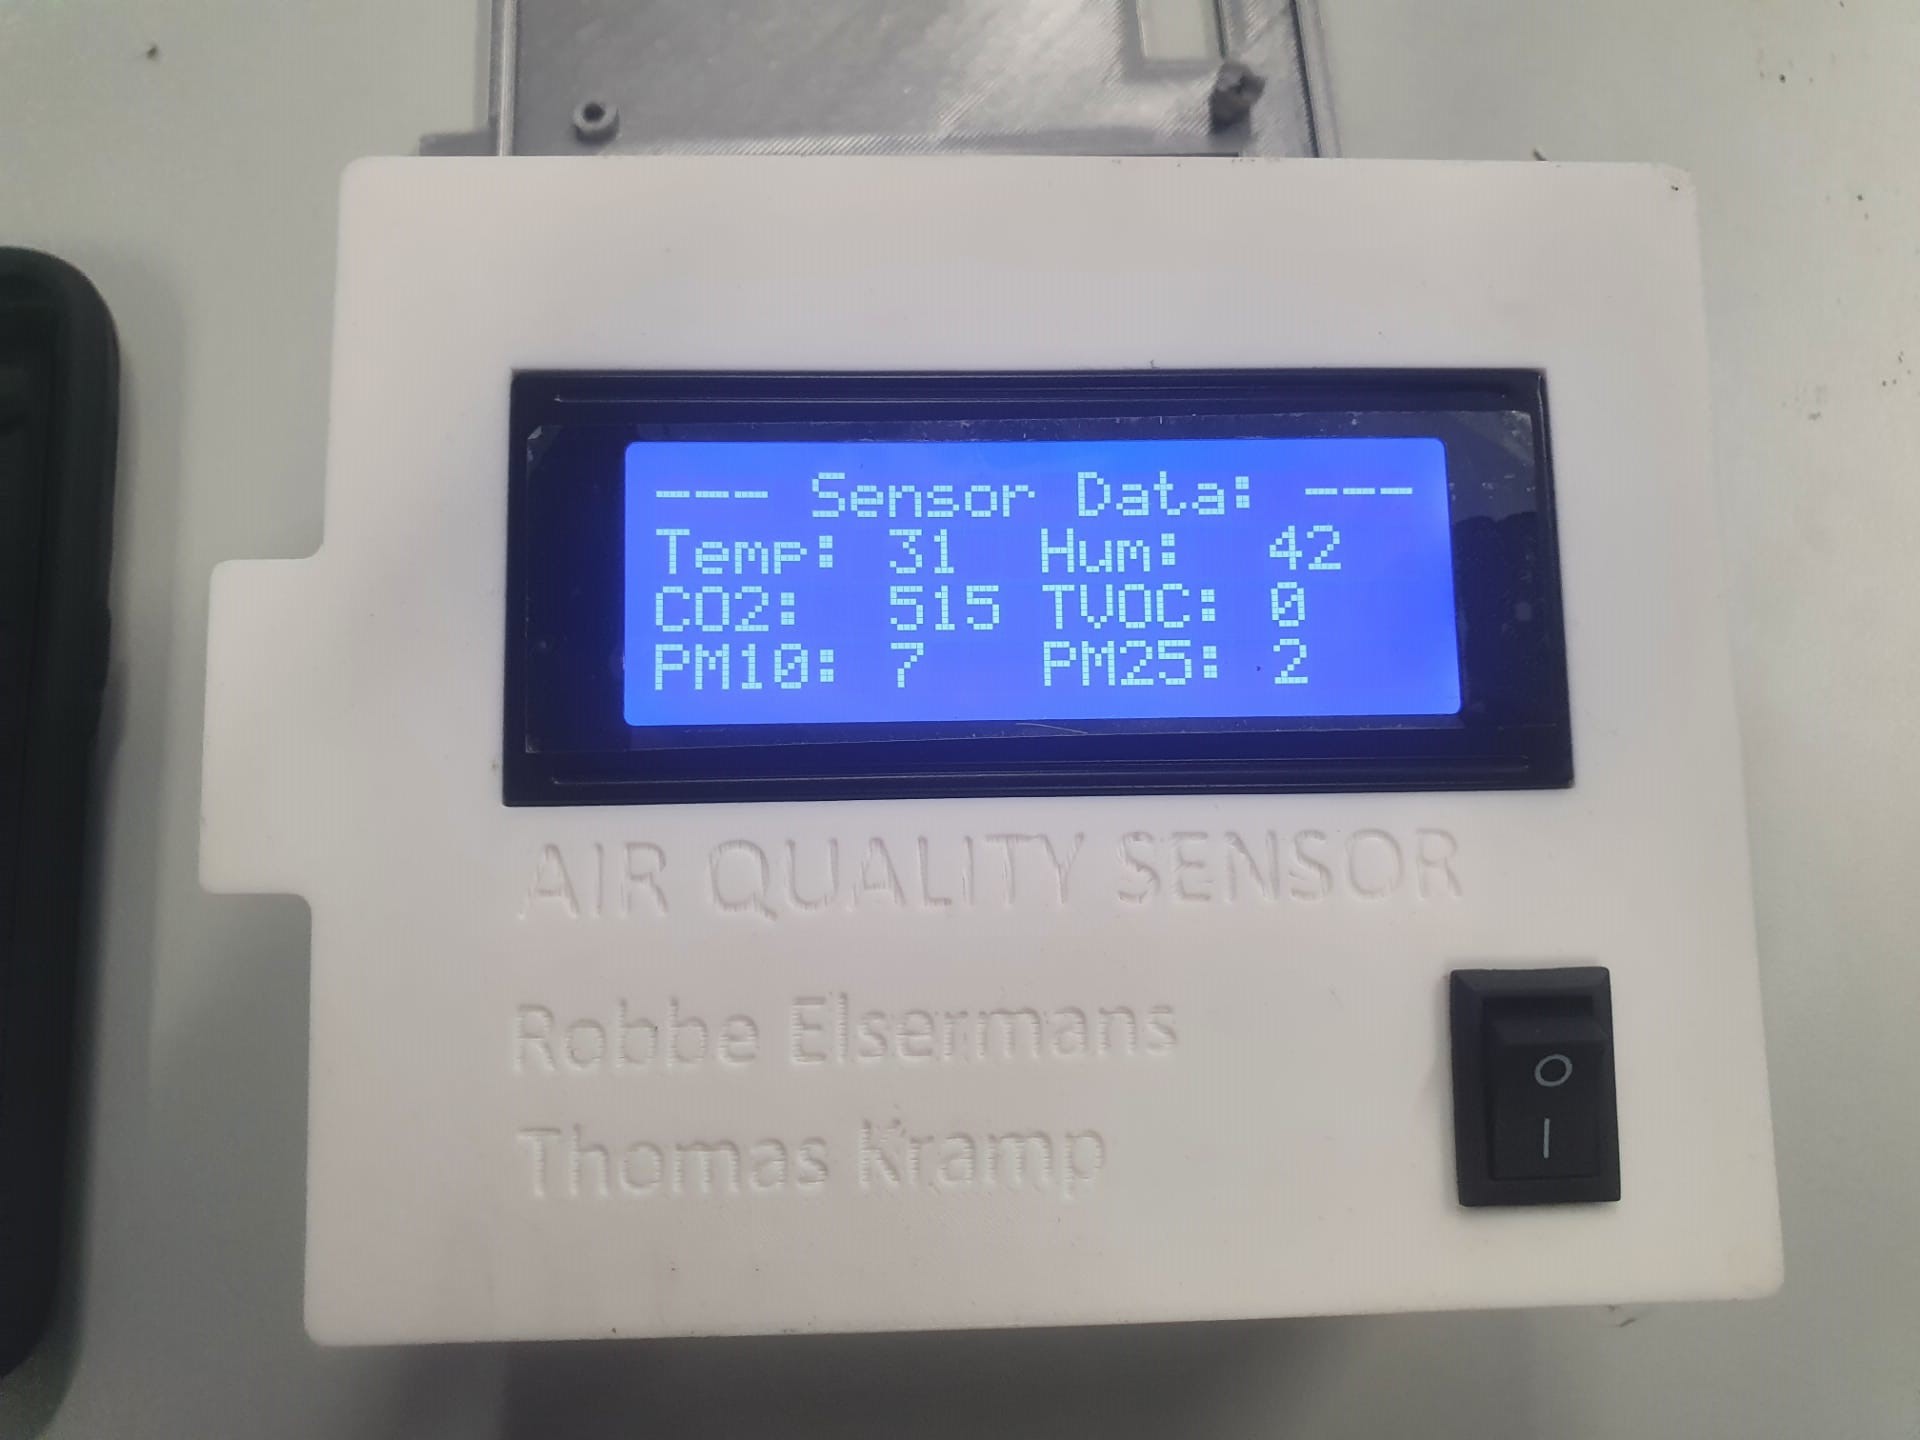 --- Sensor Data: ---
Temp: 31 Hum: 42
CO2: 515 TVOC: 0
PM10: 7 PM25: 2
AIR QUALITY SENSOR
Robbe Elsermans
Thomas Kramp
O
I